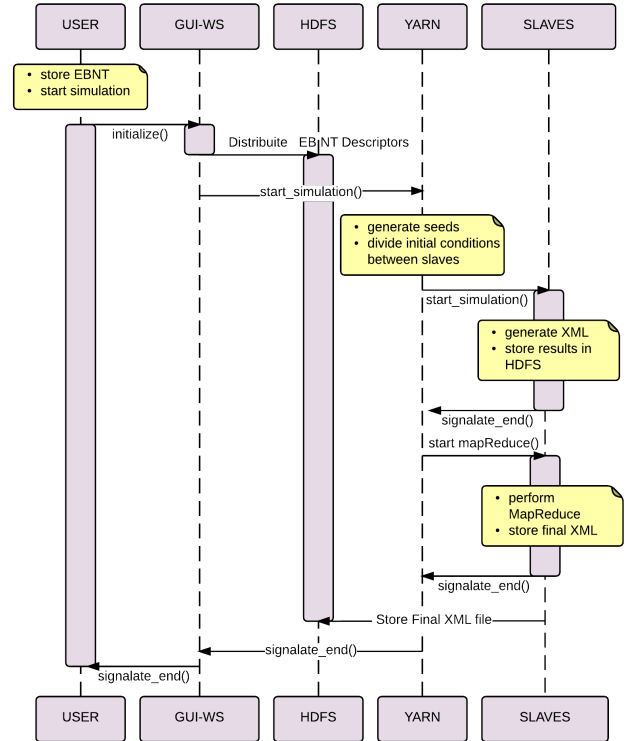 USER GUI-WS HDFS YARN SLAVES
• store EBNT
• start simulation
initialize()
Distribuite EBNT Descriptors
start_simulation()
• generate seeds
• divide initial conditions
between slaves
start_simulation()
• generate XML
• store results in
HDFS
signalate_end()
start mapReduce()
• perform
MapReduce
• store final XML
signalate_end()
Store Final XML file
signalate_end()
signalate_end()
USER GUI-WS HDFS YARN SLAVES